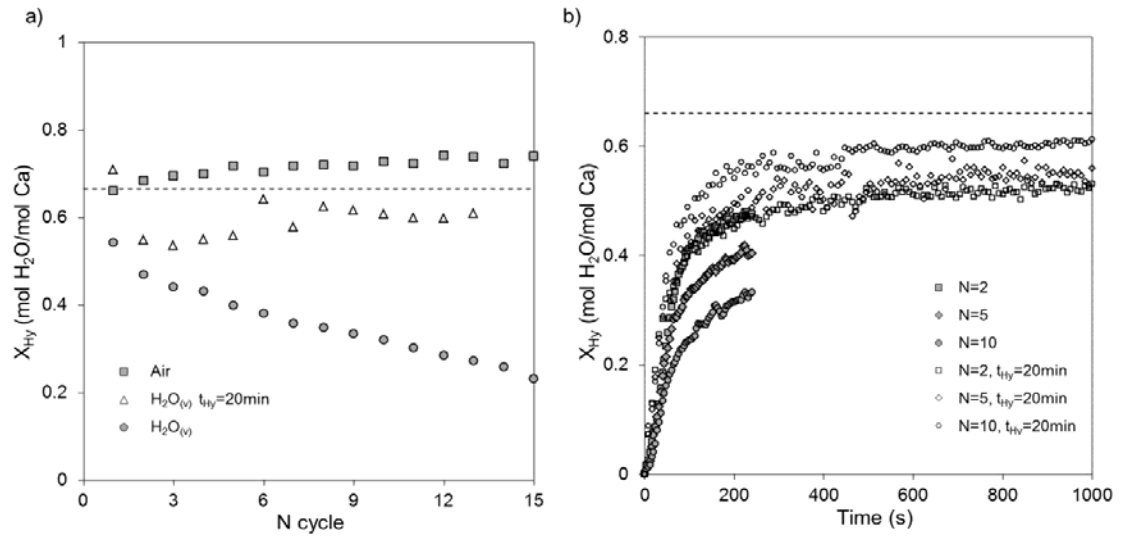 a)
X_Hy (mol H₂O/mol Ca)
1
0.8
0.6
0.4
0.2
0
0 3 6 9 12 15
N cycle
Air
H₂O₍ᵥ₎ t_Hy=20min
H₂O₍ᵥ₎
b)
X_Hy (mol H₂O/mol Ca)
0.8
0.6
0.4
0.2
0
0 200 400 600 800 1000
Time (s)
N=2
N=5
N=10
N=2, t_Hy=20min
N=5, t_Hy=20min
N=10, t_Hy=20min